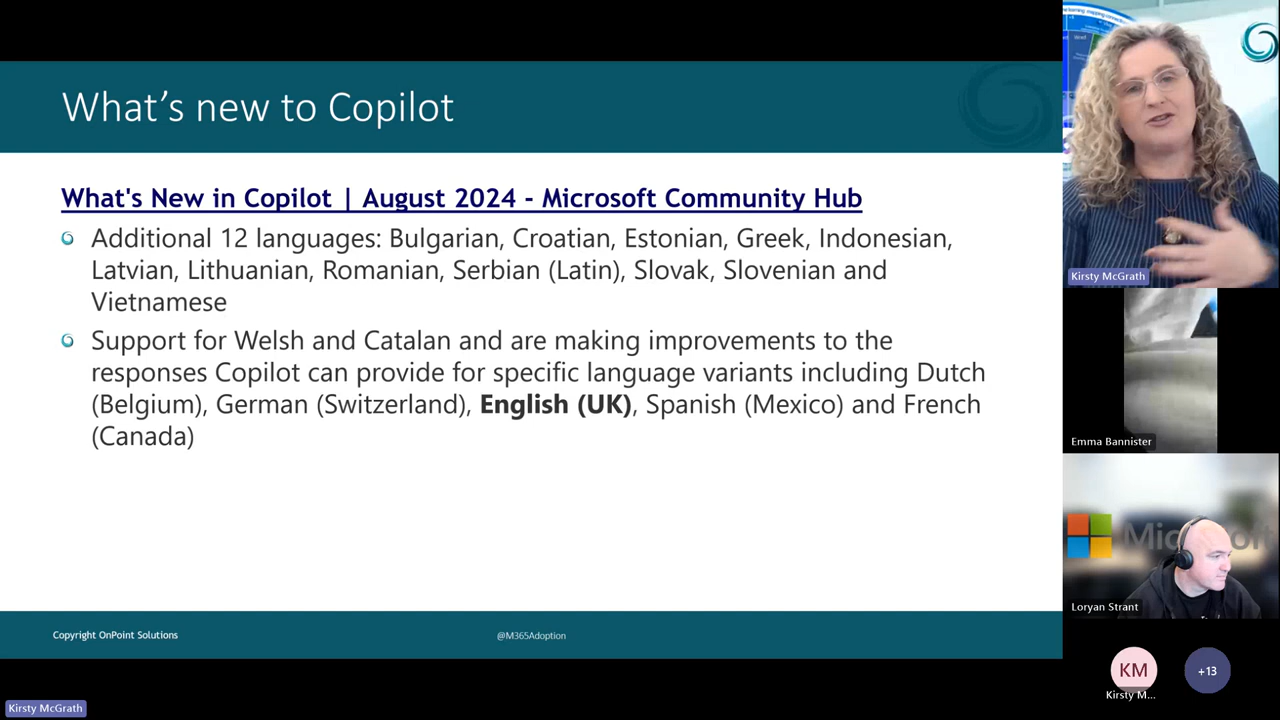 What's new to Copilot
What's New in Copilot | August 2024 - Microsoft Community Hub
Additional 12 languages: Bulgarian, Croatian, Estonian, Greek, Indonesian,
Latvian, Lithuanian, Romanian, Serbian (Latin), Slovak, Slovenian and
Vietnamese
Support for Welsh and Catalan and are making improvements to the
responses Copilot can provide for specific language variants including Dutch
(Belgium), German (Switzerland), English (UK), Spanish (Mexico) and French
(Canada)
Copyright OnPoint Solutions
@M365Adoption
Kirsty McGrath
Kirsty McGrath
Emma Bannister
Loryan Strant
KM
Kirsty M...
+13